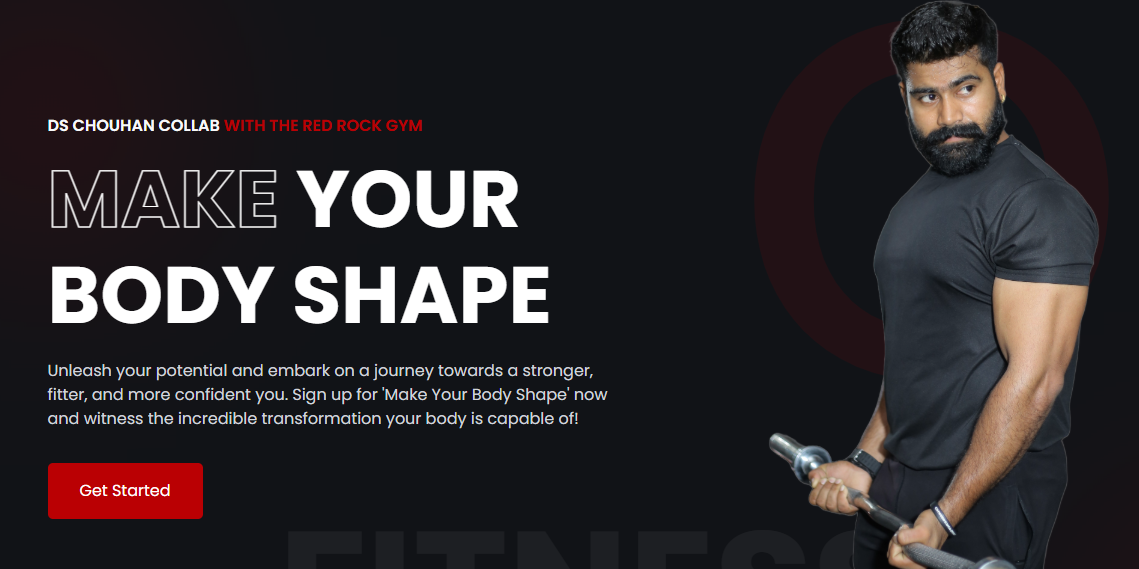 DS CHOUHAN COLLAB WITH THE RED ROCK GYM
MAKE YOUR
BODY SHAPE
Unleash your potential and embark on a journey towards a stronger,
fitter, and more confident you. Sign up for 'Make Your Body Shape' now
and witness the incredible transformation your body is capable of!
Get Started
FITNESS